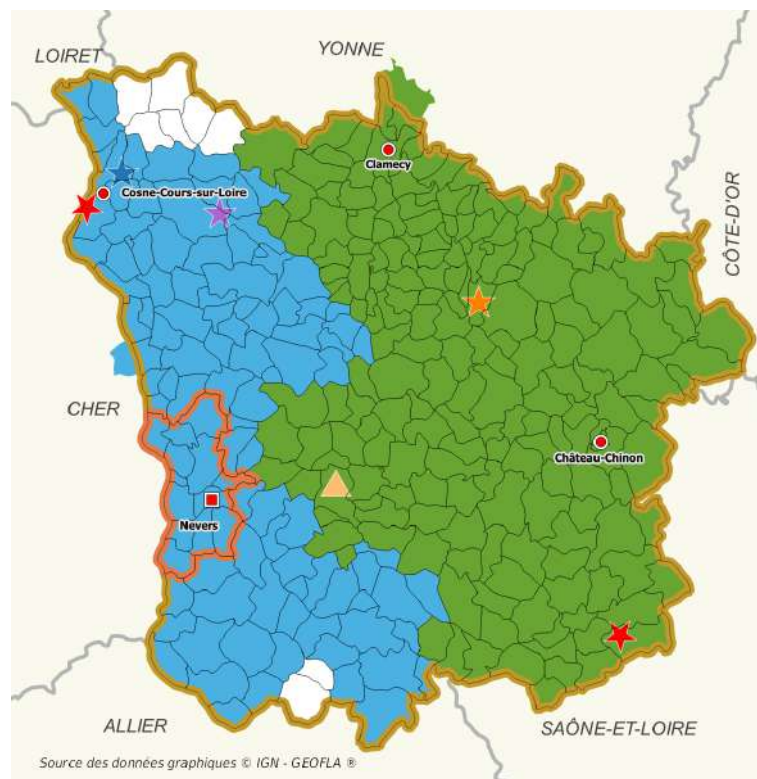 YONNE
LOIRET
Clamecy
Cosne-Cours-sur-Loire
CÔTE-D'OR
CHER
Château-Chinon
Nevers
ALLIER
SAÔNE-ET-LOIRE
Source des données graphiques © IGN - GEOFLA ®